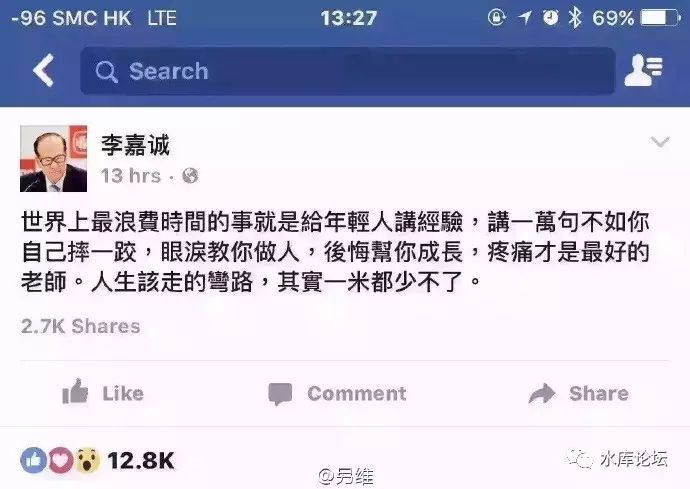 -96 SMC HK LTE 13:27 69%
Search
李嘉诚
13 hrs ·
世界上最浪費時間的事就是給年輕人講經驗，講一萬句不如你
自己摔一跤，眼淚教你做人，後悔幫你成長，疼痛才是最好的
老師。人生該走的彎路，其實一米都少不了。
2.7K Shares
Like Comment Share
12.8K
@另维
水库论坛